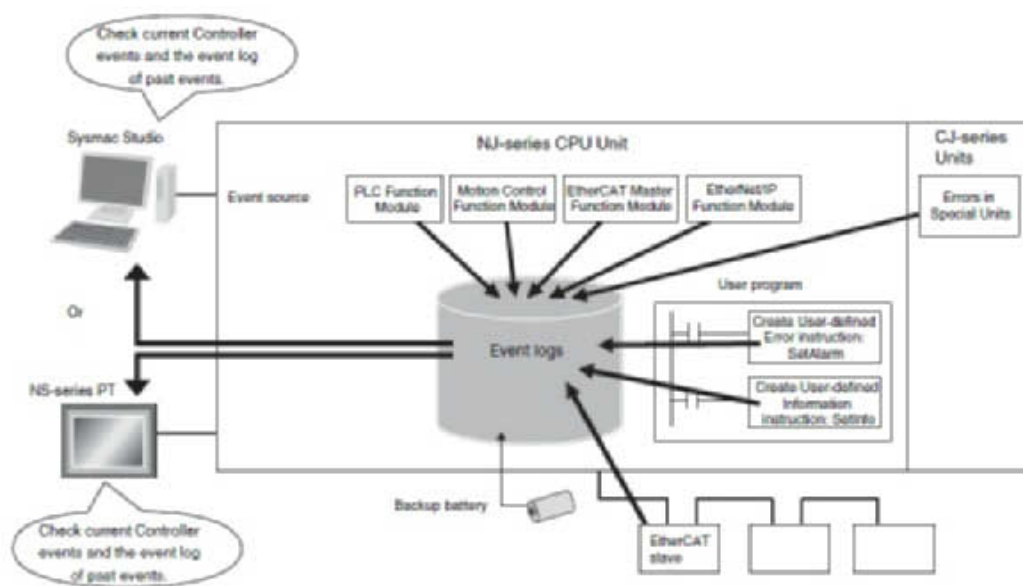 Check current Controller
events and the event log
of past events.
Sysmac Studio
NJ-series CPU Unit
CJ-series
Units
Event source
PLC Function
Module
Motion Control
Function Module
EtherCAT Master
Function Module
EtherNet/IP
Function Module
Errors in
Special Units
Or
User program
Event logs
Create User-defined
Error instruction:
SetAlarm
Create User-defined
Information
instruction: SetInfo
NS-series PT
Backup battery
EtherCAT
slave
Check current Controller
events and the event log
of past events.